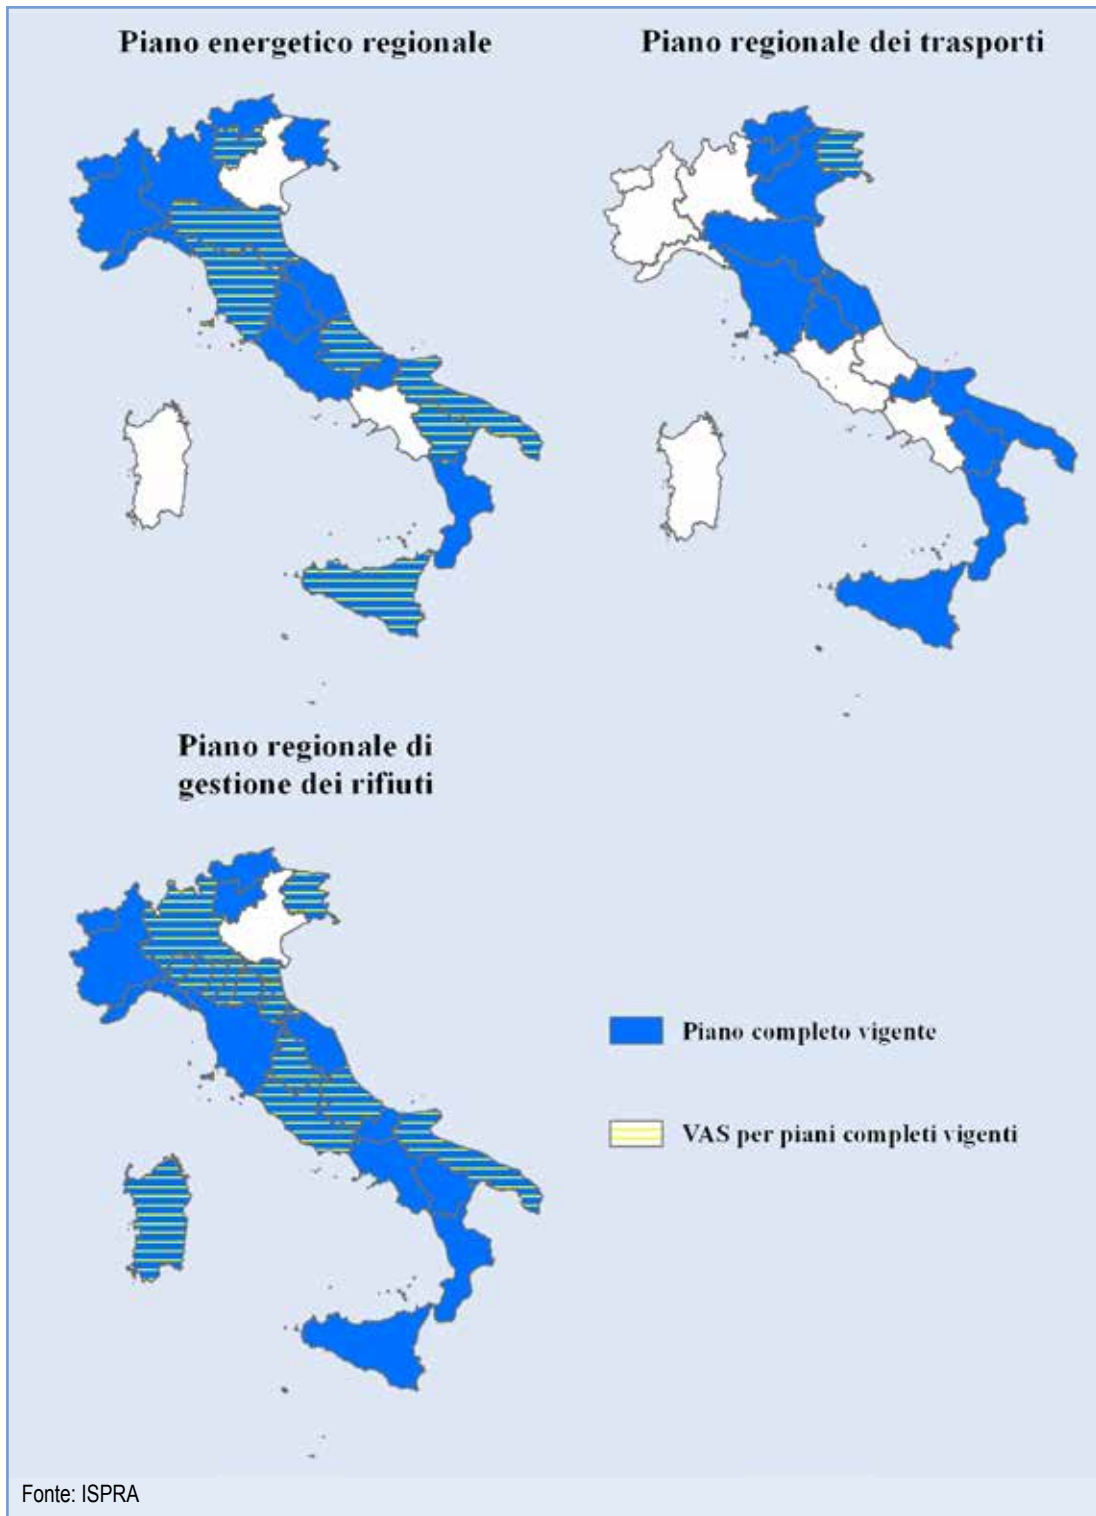 Piano energetico regionale
Piano regionale dei trasporti
Piano regionale di
gestione dei rifiuti
Piano completo vigente
VAS per piani completi vigenti
Fonte: ISPRA